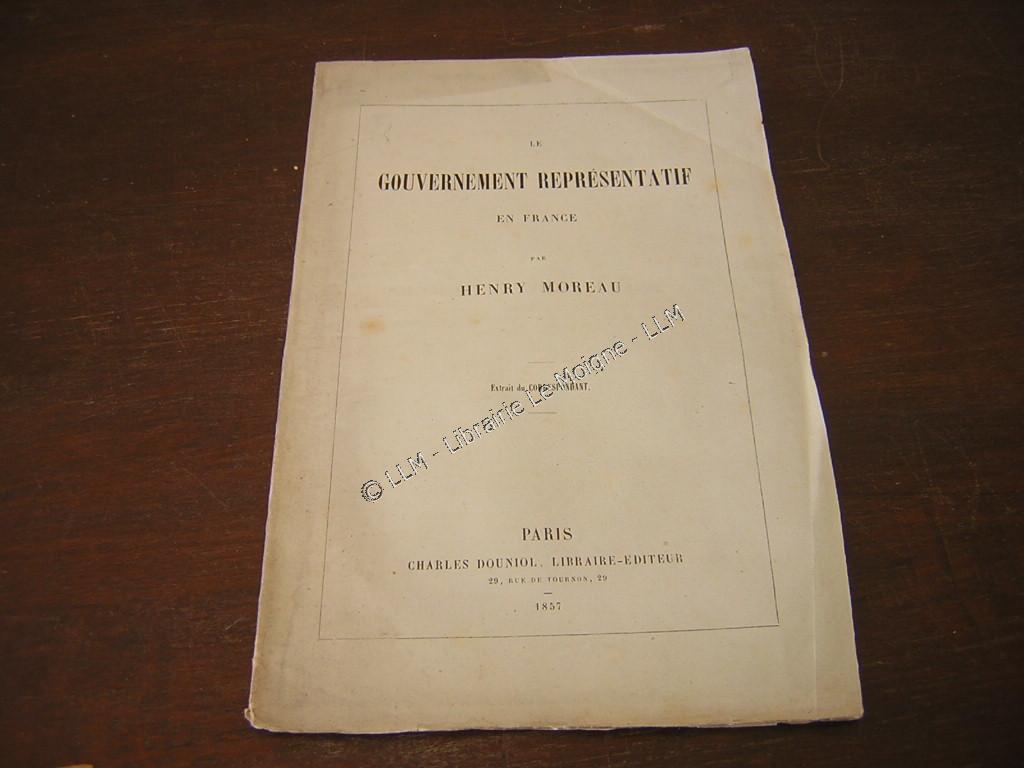 LE
GOUVERNEMENT REPRÉSENTATIF
EN FRANCE
PAR
HENRY MOREAU
Extrait du CORRESPONDANT.
© LLM - Librairie Le Moigne - LLM
PARIS
CHARLES DOUNIOL, LIBRAIRE-EDITEUR
29, RUE DE TOURNON, 29
1857